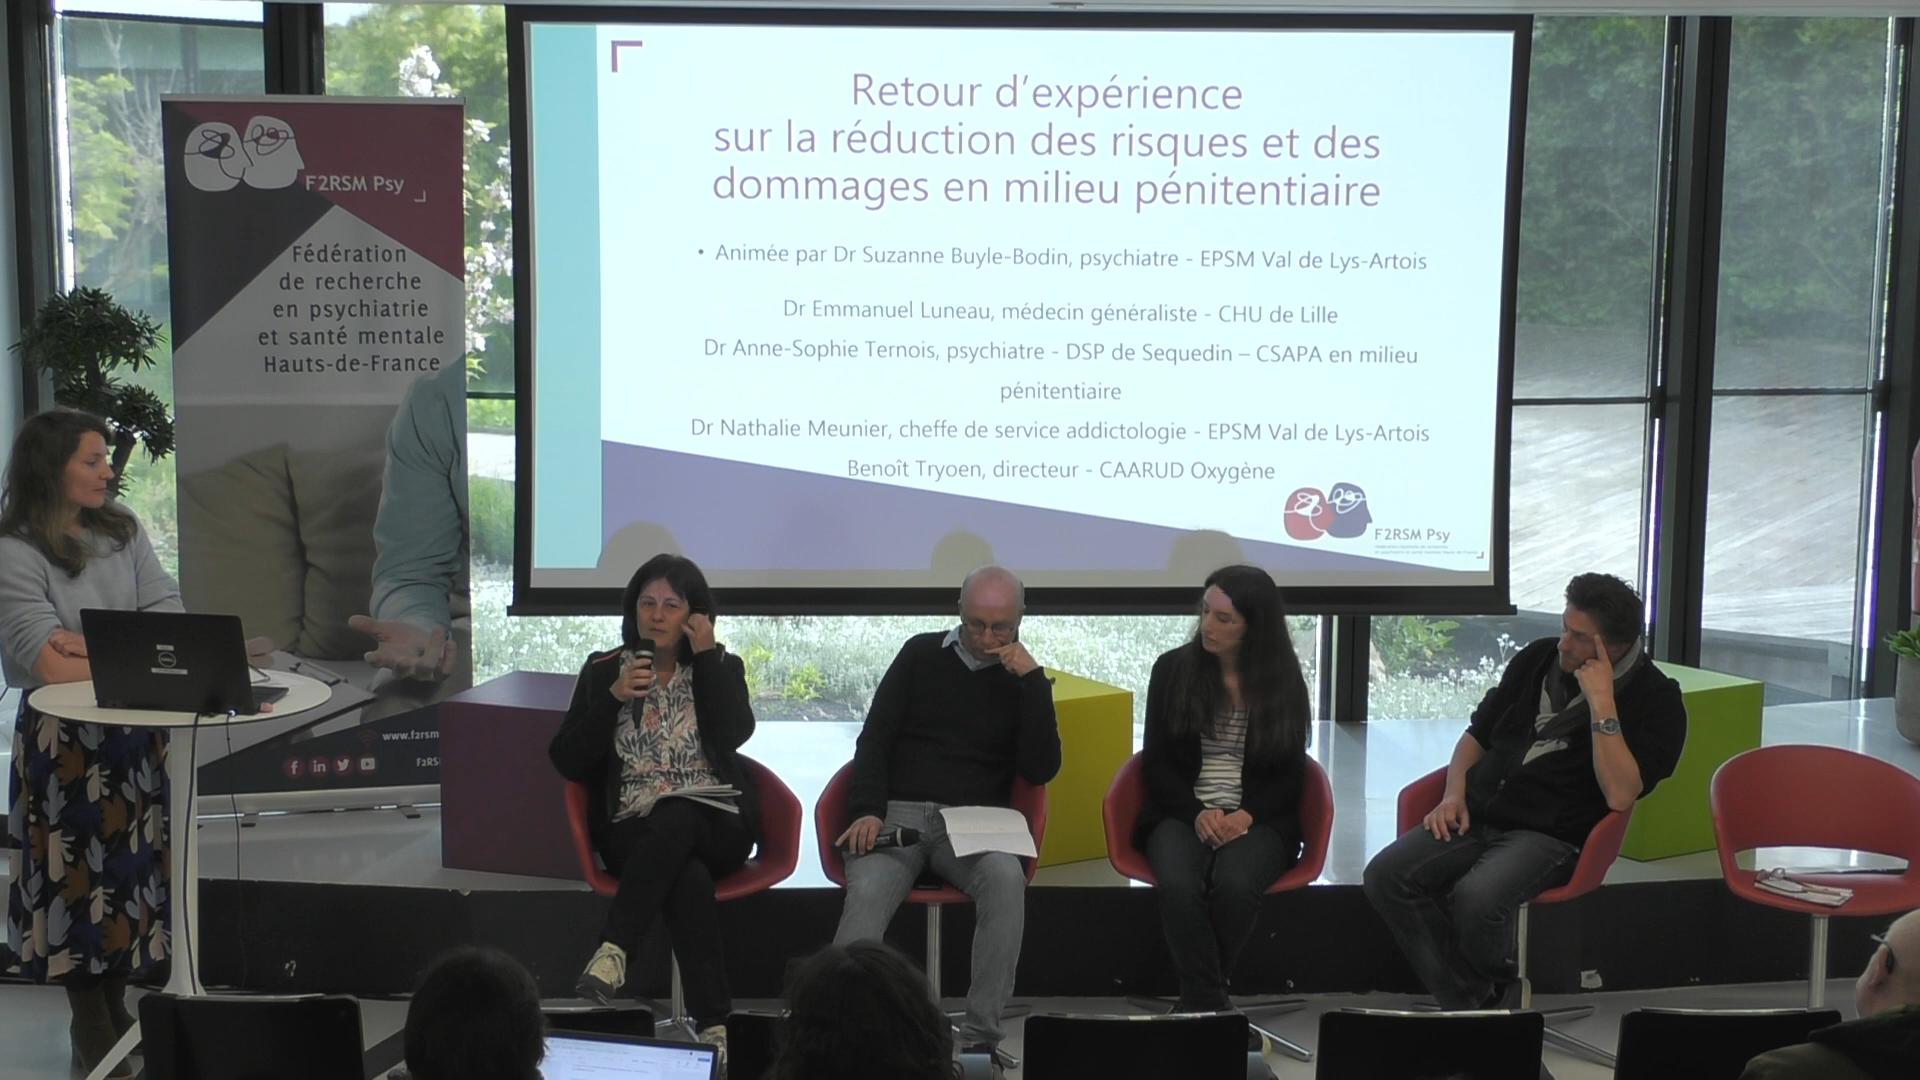 F2RSM Psy
Fédération
de recherche
en psychiatrie
et santé mentale
Hauts-de-France
www.f2rsm
F2RS
Retour d'expérience
sur la réduction des risques et des
dommages en milieu pénitentiaire
• Animée par Dr Suzanne Buyle-Bodin, psychiatre - EPSM Val de Lys-Artois
Dr Emmanuel Luneau, médecin généraliste - CHU de Lille
Dr Anne-Sophie Ternois, psychiatre - DSP de Sequedin – CSAPA en milieu
pénitentiaire
Dr Nathalie Meunier, cheffe de service addictologie - EPSM Val de Lys-Artois
Benoît Tryoen, directeur - CAARUD Oxygène
F2RSM Psy
DELL